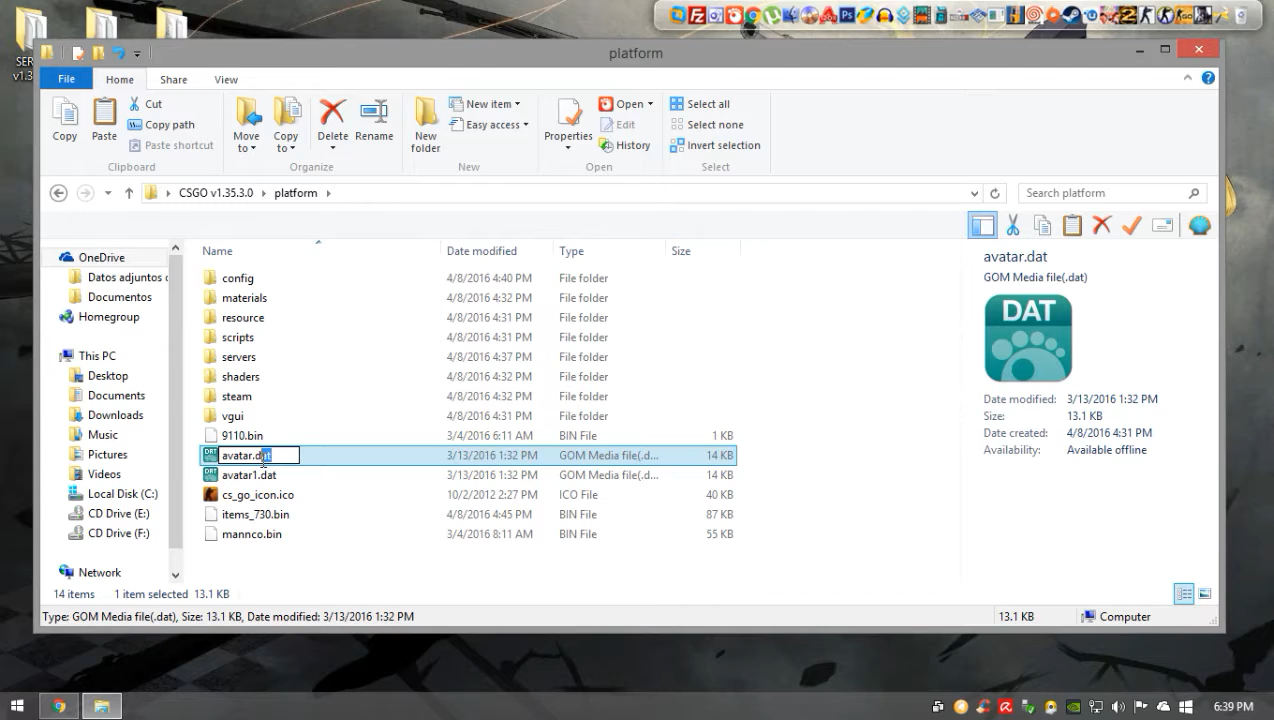 SER
v1.3
platform
File
Home
Share
View
Copy
Paste
Cut
Copy path
Paste shortcut
Clipboard
Move
to
Copy
to
Delete
Rename
Organize
New
folder
New item
Easy access
New
Properties
Open
Edit
History
Open
Select all
Select none
Invert selection
Select
CSGO v1.35.3.0
platform
Search platform
Name
Date modified
Type
Size
OneDrive
Datos adjuntos c
Documentos
Homegroup
This PC
Desktop
Documents
Downloads
Music
Pictures
Videos
Local Disk (C:)
CD Drive (E:)
CD Drive (F:)
Network
config 4/8/2016 4:40 PM File folder
materials 4/8/2016 4:32 PM File folder
resource 4/8/2016 4:31 PM File folder
scripts 4/8/2016 4:31 PM File folder
servers 4/8/2016 4:37 PM File folder
shaders 4/8/2016 4:32 PM File folder
steam 4/8/2016 4:32 PM File folder
vgui 4/8/2016 4:31 PM File folder
9110.bin 3/4/2016 6:11 AM BIN File 1 KB
avatar.dat 3/13/2016 1:32 PM GOM Media file(.d... 14 KB
avatar1.dat 3/13/2016 1:32 PM GOM Media file(.d... 14 KB
cs_go_icon.ico 10/2/2012 2:27 PM ICO File 40 KB
items_730.bin 4/8/2016 4:45 PM BIN File 87 KB
mannco.bin 3/4/2016 8:11 AM BIN File 55 KB
avatar.dat
GOM Media file(.dat)
DAT
Date modified: 3/13/2016 1:32 PM
Size: 13.1 KB
Date created: 4/8/2016 4:31 PM
Availability: Available offline
14 items 1 item selected 13.1 KB
Type: GOM Media file(.dat), Size: 13.1 KB, Date modified: 3/13/2016 1:32 PM
13.1 KB
Computer
6:39 PM